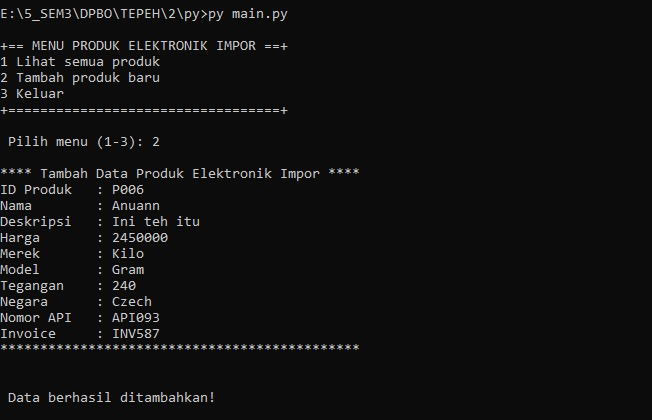 E:\5_SEM3\DPBO\TEPEH\2\py>py main.py
+== MENU PRODUK ELEKTRONIK IMPOR ==+
1 Lihat semua produk
2 Tambah produk baru
3 Keluar
+==================================+
Pilih menu (1-3): 2
**** Tambah Data Produk Elektronik Impor ****
ID Produk   : P006
Nama        : Anuann
Deskripsi   : Ini teh itu
Harga       : 2450000
Merek       : Kilo
Model       : Gram
Tegangan    : 240
Negara      : Czech
Nomor API   : API093
Invoice     : INV587
*********************************************
Data berhasil ditambahkan!